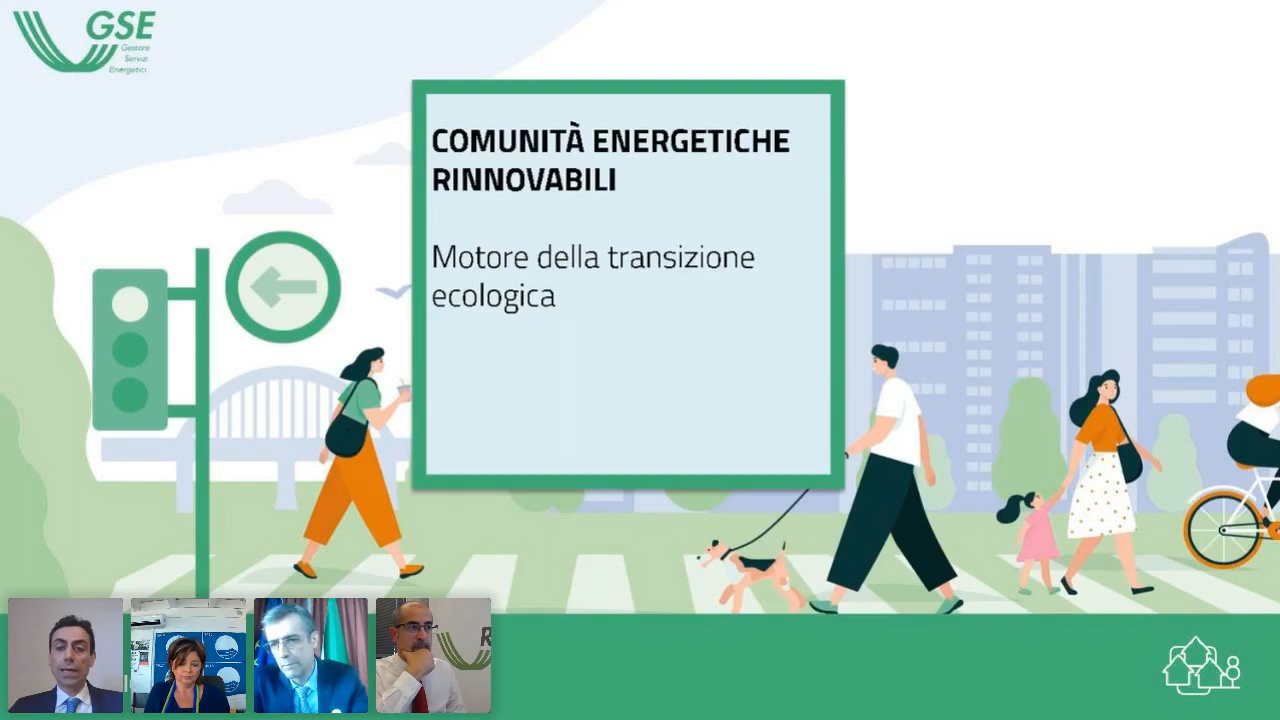 GSE
Gestore
Servizi
Energetici
COMUNITÀ ENERGETICHE
RINNOVABILI
Motore della transizione
ecologica
R